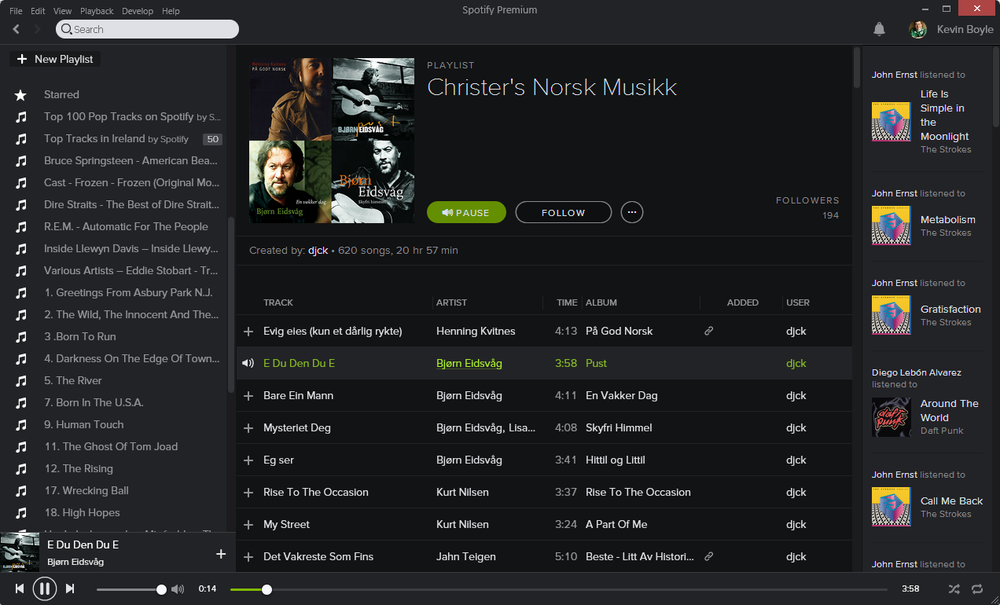 File Edit View Playback Develop Help
Spotify Premium
Search
Kevin Boyle
New Playlist
Starred
Top 100 Pop Tracks on Spotify by S...
Top Tracks in Ireland by Spotify 50
Bruce Springsteen - American Bea...
Cast - Frozen - Frozen (Original Mo...
Dire Straits - The Best of Dire Strait...
R.E.M. - Automatic For The People
Inside Llewyn Davis – Inside Llewy...
Various Artists – Eddie Stobart - Tr...
1. Greetings From Asbury Park N.J.
2. The Wild, The Innocent And The...
3 .Born To Run
4. Darkness On The Edge Of Town...
5. The River
7. Born In The U.S.A.
9. Human Touch
11. The Ghost Of Tom Joad
12. The Rising
17. Wrecking Ball
18. High Hopes
E Du Den Du E
Bjørn Eidsvåg
Henning Kvitnes
PÅ GODT NORSK
BJØRN EIDSVÅG
pust
Bjørn Eidsvåg
En vakker dag
Bjørn
Eidsvåg
Skyfri himmel
PLAYLIST
Christer's Norsk Musikk
PAUSE
FOLLOW
FOLLOWERS
194
Created by: djck • 620 songs, 20 hr 57 min
TRACK ARTIST TIME ALBUM ADDED USER
Evig eies (kun et dårlig rykte) Henning Kvitnes 4:13 På God Norsk djck
E Du Den Du E Bjørn Eidsvåg 3:58 Pust djck
Bare Ein Mann Bjørn Eidsvåg 4:11 En Vakker Dag djck
Mysteriet Deg Bjørn Eidsvåg, Lisa... 4:08 Skyfri Himmel djck
Eg ser Bjørn Eidsvåg 3:41 Hittil og Littil djck
Rise To The Occasion Kurt Nilsen 3:37 Rise To The Occasion djck
My Street Kurt Nilsen 3:24 A Part Of Me djck
Det Vakreste Som Fins Jahn Teigen 5:10 Beste - Litt Av Histori... djck
John Ernst listened to
Life Is
Simple in
the
Moonlight
The Strokes
John Ernst listened to
Metabolism
The Strokes
John Ernst listened to
Gratisfaction
The Strokes
Diego Lebón Alvarez
listened to
Around The
World
Daft Punk
daft punk
John Ernst listened to
Call Me Back
The Strokes
John Ernst listened to
0:14
3:58